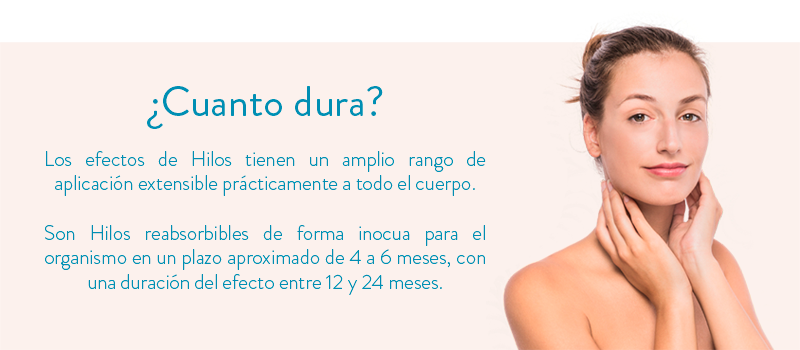 ¿Cuanto dura?
Los efectos de Hilos tienen un amplio rango de
aplicación extensible prácticamente a todo el cuerpo.
Son Hilos reabsorbibles de forma inocua para el
organismo en un plazo aproximado de 4 a 6 meses, con
una duración del efecto entre 12 y 24 meses.